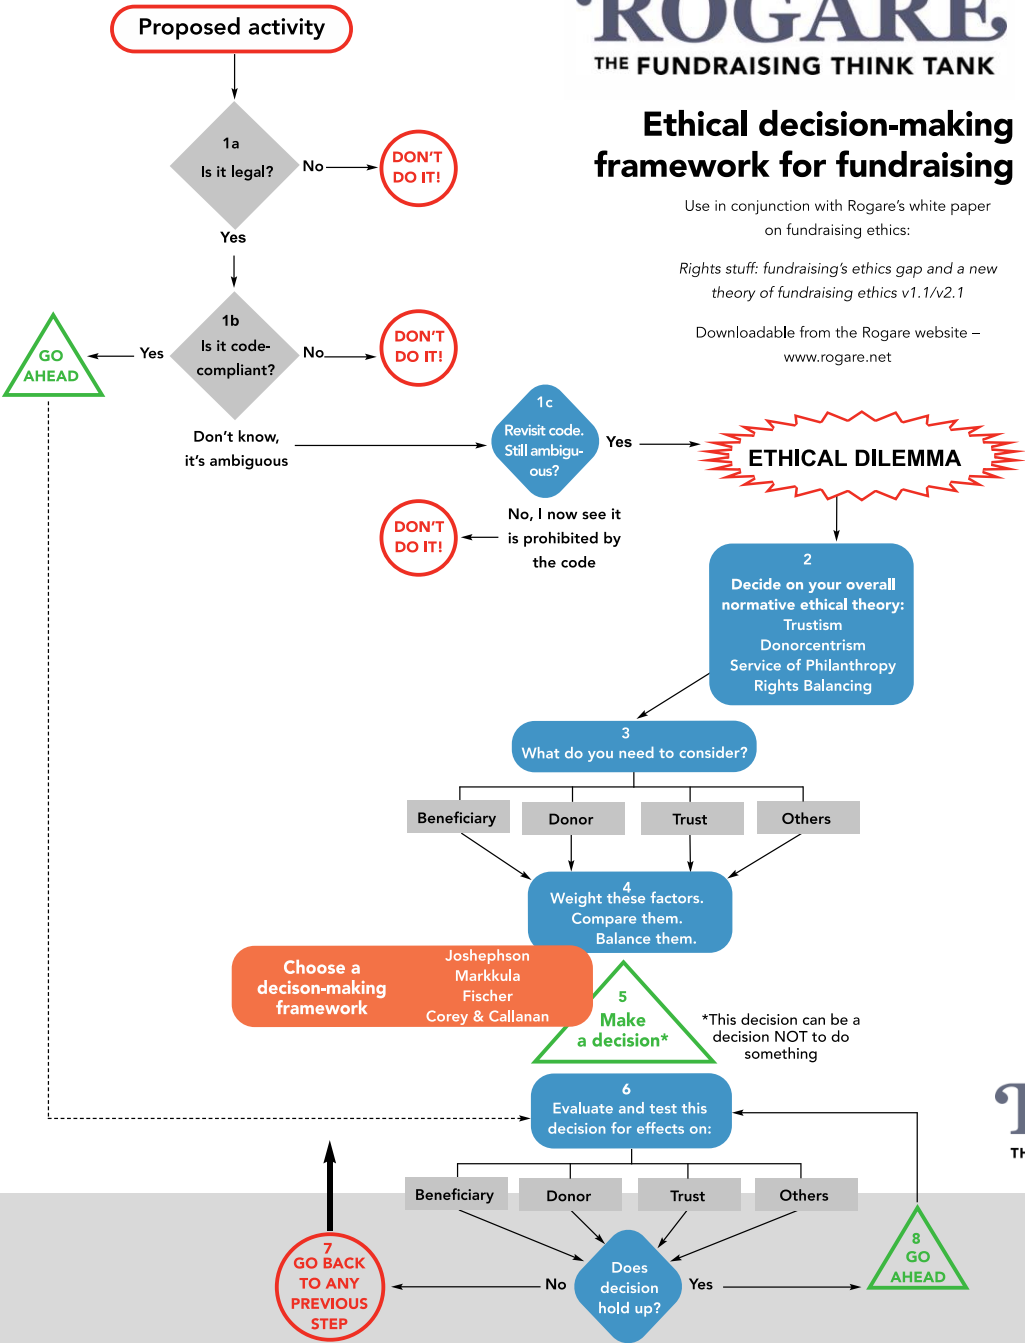 Proposed activity
ROGARE
THE FUNDRAISING THINK TANK
Ethical decision-making
framework for fundraising
Use in conjunction with Rogare's white paper
on fundraising ethics:
Rights stuff: fundraising's ethics gap and a new
theory of fundraising ethics v1.1/v2.1
Downloadable from the Rogare website –
www.rogare.net
1a
Is it legal?
No
DON'T
DO IT!
Yes
1b
Is it code-
compliant?
Yes
GO
AHEAD
No
DON'T
DO IT!
Don't know,
it's ambiguous
1c
Revisit code.
Still ambigu-
ous?
Yes
ETHICAL DILEMMA
No, I now see it
is prohibited by
the code
DON'T
DO IT!
2
Decide on your overall
normative ethical theory:
Trustism
Donorcentrism
Service of Philanthropy
Rights Balancing
3
What do you need to consider?
Beneficiary
Donor
Trust
Others
4
Weight these factors.
Compare them.
Balance them.
Choose a
decison-making
framework
Joshephson
Markkula
Fischer
Corey & Callanan
5
Make
a decision*
*This decision can be a
decision NOT to do
something
6
Evaluate and test this
decision for effects on:
Beneficiary
Donor
Trust
Others
Does
decision
hold up?
No
Yes
7
GO BACK
TO ANY
PREVIOUS
STEP
8
GO
AHEAD